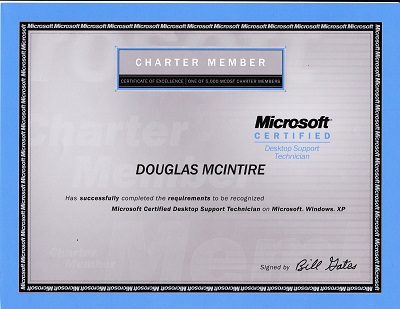 CHARTER MEMBER
CERTIFICATE OF EXCELLENCE | ONE OF 5,000 MCDST CHARTER MEMBERS
Microsoft
CERTIFIED
Desktop Support
Technician
DOUGLAS MCINTIRE
Has successfully completed the requirements to be recognized
Microsoft Certified Desktop Support Technician on Microsoft® Windows® XP
Signed by Bill Gates